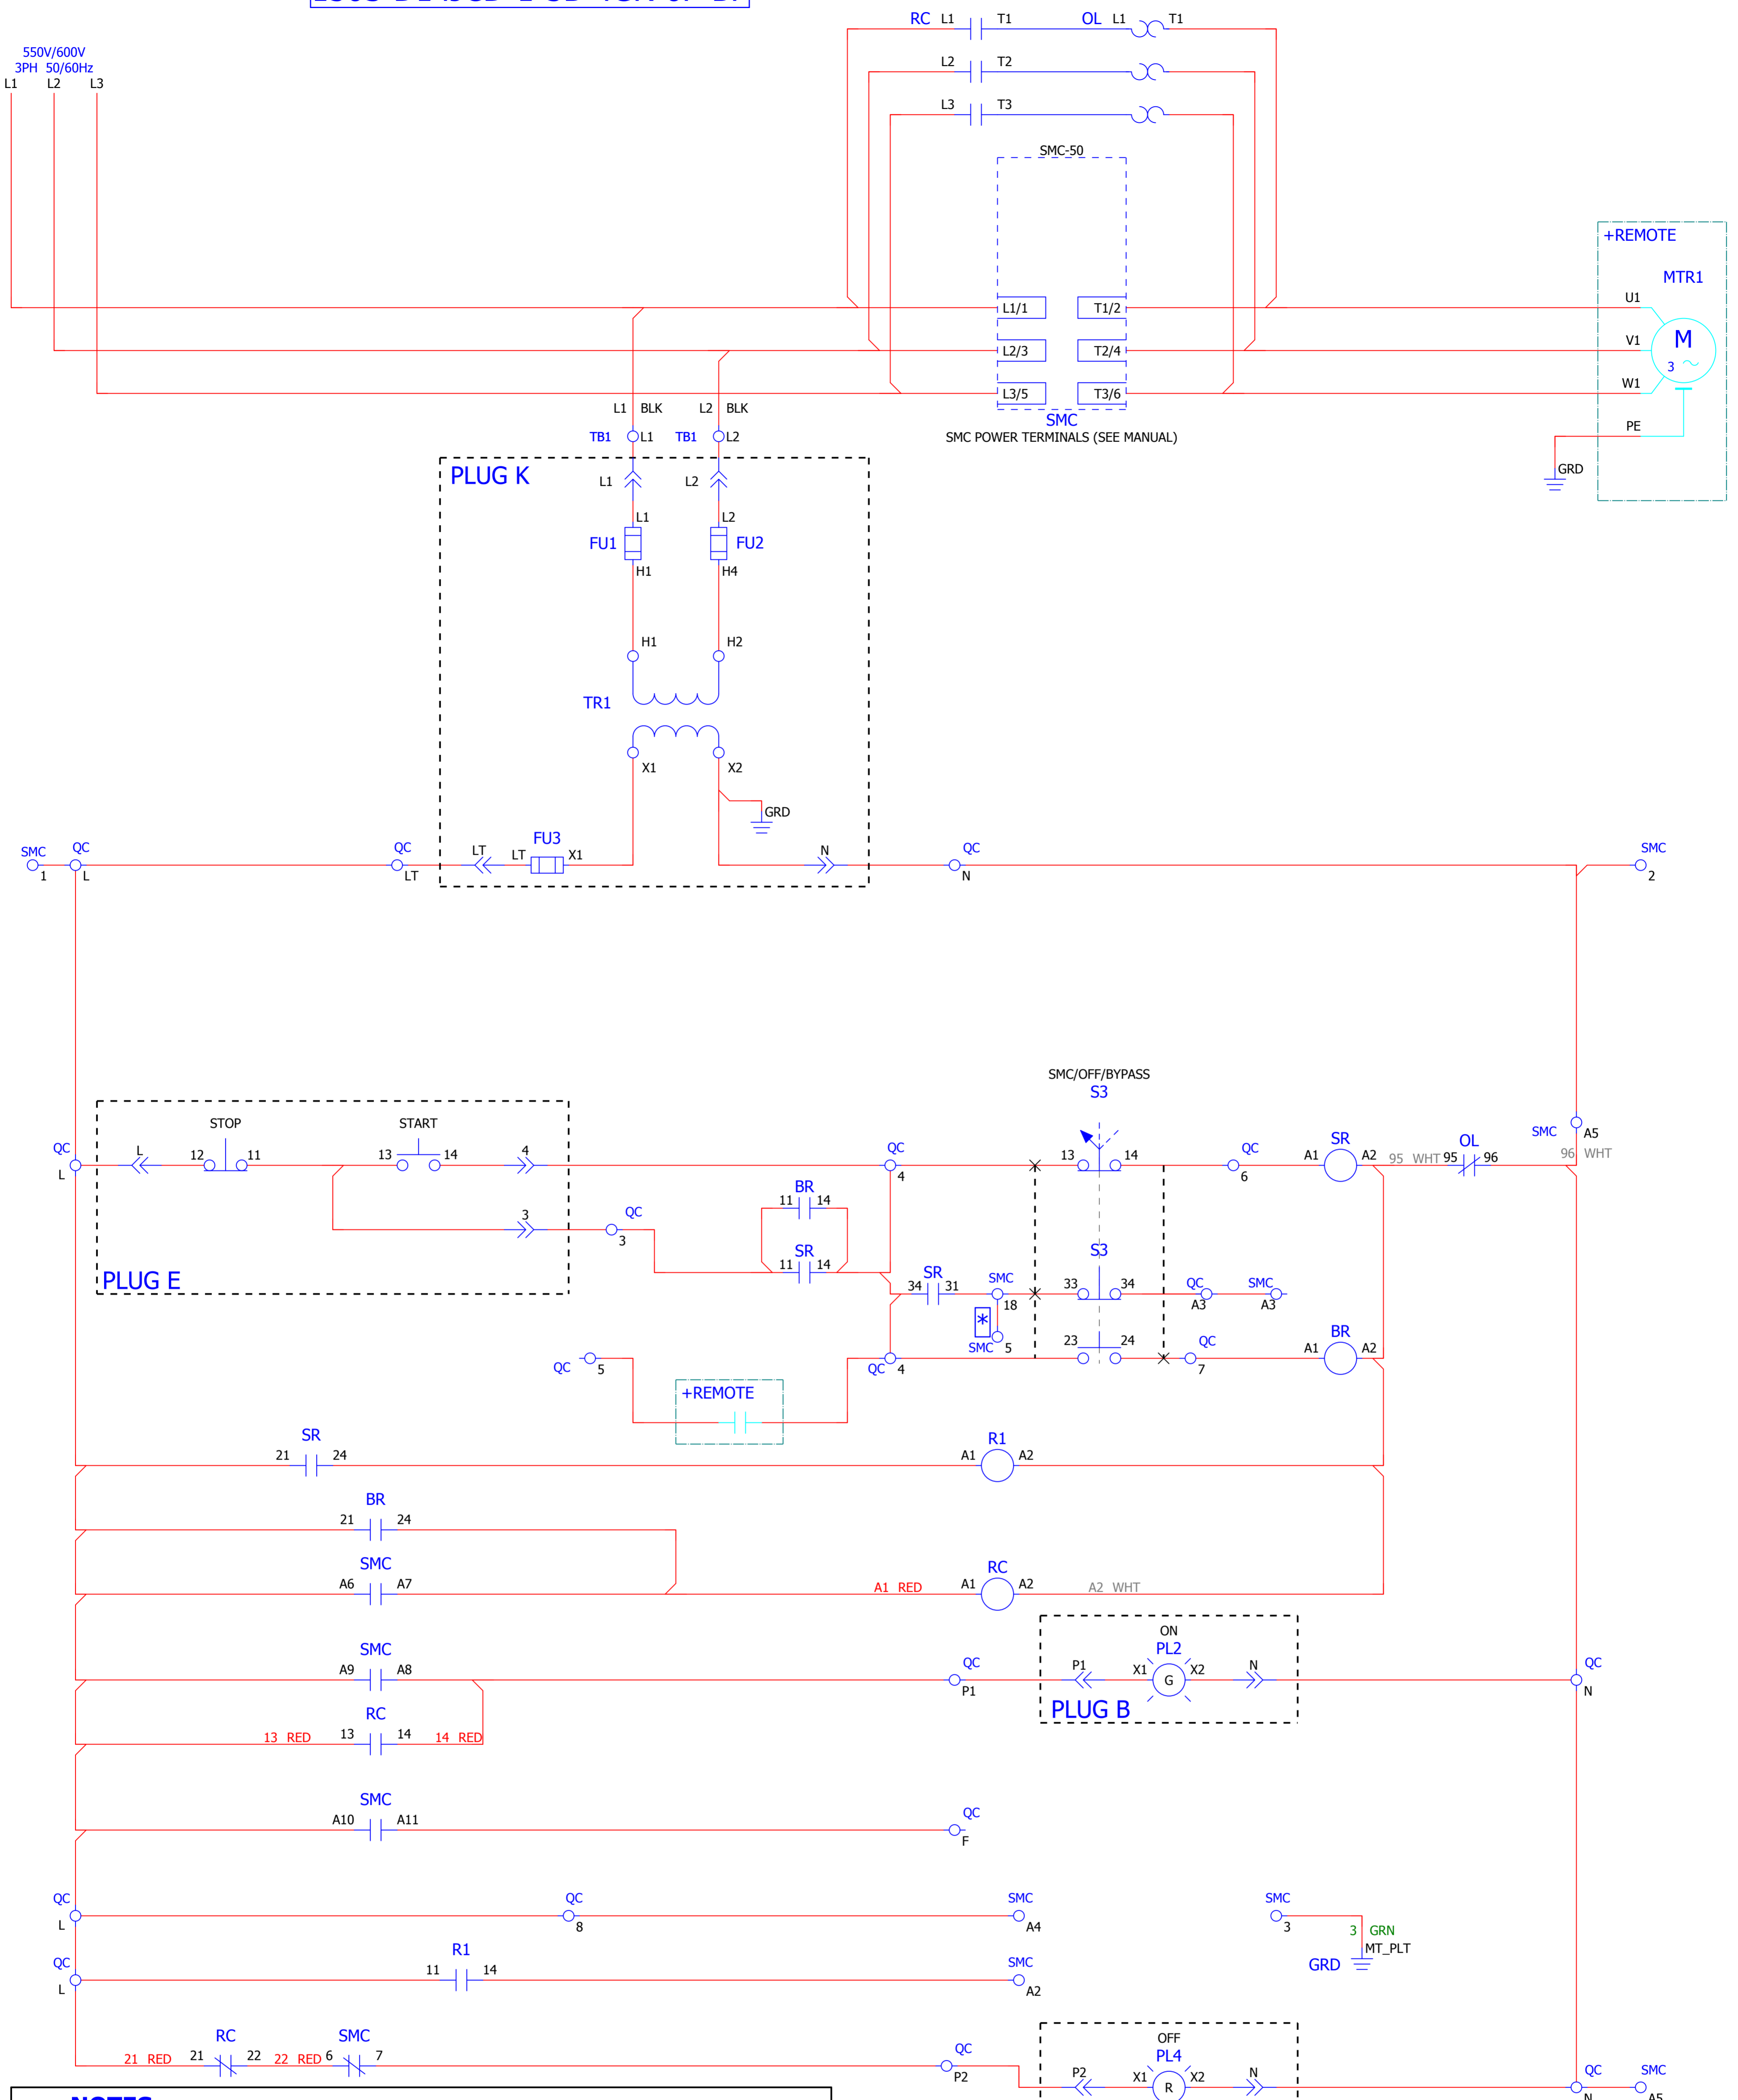 550V/600V
3PH 50/60Hz
L1 L2 L3
RC L1 T1 OL L1 T1
L2 T2
L3 T3
SMC-50
L1/1 T1/2
L2/3 T2/4
L3/5 T3/6
SMC
SMC POWER TERMINALS (SEE MANUAL)
+REMOTE
MTR1
U1
V1
W1
PE
M
3
GRD
L1 BLK L2 BLK
TB1 L1 TB1 L2
PLUG K
L1 L2
L1 L2
FU1 FU2
H1 H4
H1 H2
TR1
X1 X2
GRD
FU3
SMC QC QC LT LT X1 N QC SMC
1 L LT N 2
SMC/OFF/BYPASS
S3
STOP START
QC L 12 11 13 14 4 QC 13 14 QC SR OL SMC A5
L 4 6 A1 A2 95 WHT 95 96 96 WHT
BR
11 14
3 QC
3
SR
11 14
PLUG E
S3
SR
34 31 SMC 33 34 QC SMC
18 A3 A3
*
SMC 5
23 24 QC BR
QC 5 QC 4 7 A1 A2
+REMOTE
SR R1
21 24 A1 A2
BR
21 24
SMC RC
A6 A7 A1 RED A1 A2 A2 WHT
ON
SMC PL2
A9 A8 QC P1 X1 X2 N QC
P1 G N
PLUG B
RC
13 RED 13 14 14 RED
SMC
A10 A11 QC
F
QC QC SMC SMC
L 8 A4 3
3 GRN
MT_PLT
GRD
R1
QC 11 14 SMC
L A2
OFF
RC SMC PL4
21 RED 21 22 22 RED 6 7 QC P2 X1 X2 N QC SMC
P2 R N A5